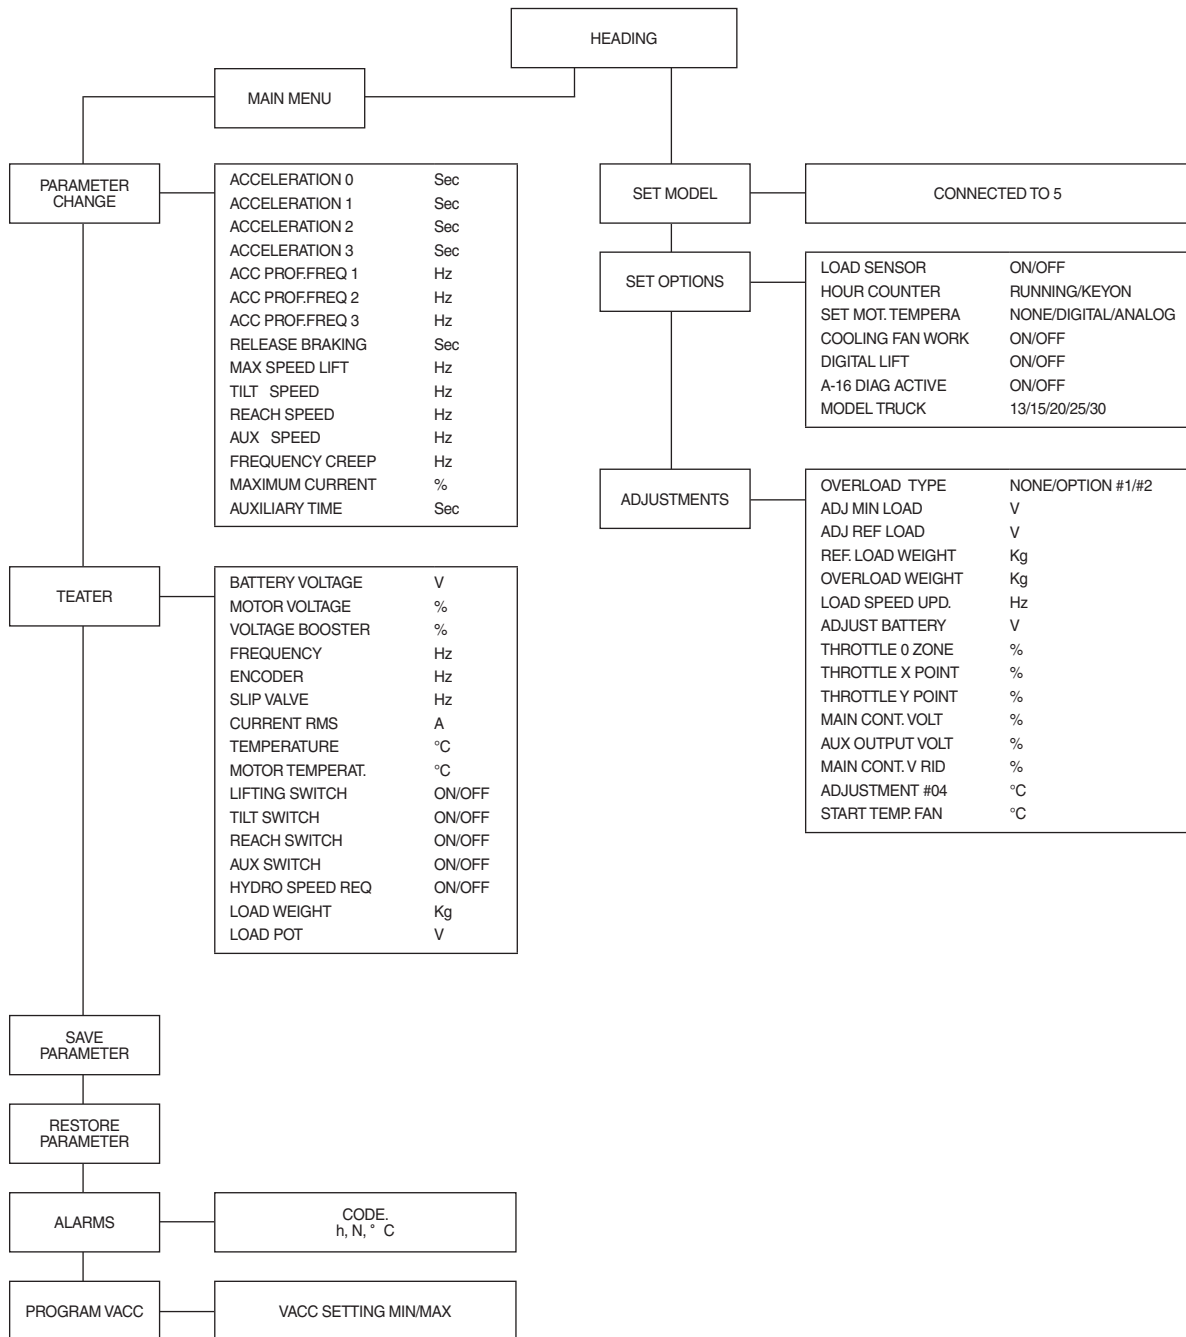 HEADING
MAIN MENU
PARAMETER
CHANGE
ACCELERATION 0 Sec
ACCELERATION 1 Sec
ACCELERATION 2 Sec
ACCELERATION 3 Sec
ACC PROF.FREQ 1 Hz
ACC PROF.FREQ 2 Hz
ACC PROF.FREQ 3 Hz
RELEASE BRAKING Sec
MAX SPEED LIFT Hz
TILT SPEED Hz
REACH SPEED Hz
AUX SPEED Hz
FREQUENCY CREEP Hz
MAXIMUM CURRENT %
AUXILIARY TIME Sec
TEATER
BATTERY VOLTAGE V
MOTOR VOLTAGE %
VOLTAGE BOOSTER %
FREQUENCY Hz
ENCODER Hz
SLIP VALVE Hz
CURRENT RMS A
TEMPERATURE °C
MOTOR TEMPERAT. °C
LIFTING SWITCH ON/OFF
TILT SWITCH ON/OFF
REACH SWITCH ON/OFF
AUX SWITCH ON/OFF
HYDRO SPEED REQ ON/OFF
LOAD WEIGHT Kg
LOAD POT V
SAVE
PARAMETER
RESTORE
PARAMETER
ALARMS
CODE.
h, N, ° C
PROGRAM VACC
VACC SETTING MIN/MAX
SET MODEL
CONNECTED TO 5
SET OPTIONS
LOAD SENSOR ON/OFF
HOUR COUNTER RUNNING/KEYON
SET MOT. TEMPERA NONE/DIGITAL/ANALOG
COOLING FAN WORK ON/OFF
DIGITAL LIFT ON/OFF
A-16 DIAG ACTIVE ON/OFF
MODEL TRUCK 13/15/20/25/30
ADJUSTMENTS
OVERLOAD TYPE NONE/OPTION #1/#2
ADJ MIN LOAD V
ADJ REF LOAD V
REF. LOAD WEIGHT Kg
OVERLOAD WEIGHT Kg
LOAD SPEED UPD. Hz
ADJUST BATTERY V
THROTTLE 0 ZONE %
THROTTLE X POINT %
THROTTLE Y POINT %
MAIN CONT. VOLT %
AUX OUTPUT VOLT %
MAIN CONT. V RID %
ADJUSTMENT #04 °C
START TEMP. FAN °C